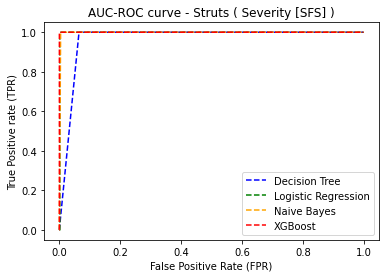 AUC-ROC curve - Struts ( Severity [SFS] )
True Positive rate (TPR)
1.0
0.8
0.6
0.4
0.2
0.0
Decision Tree
Logistic Regression
Naive Bayes
XGBoost
0.0 0.2 0.4 0.6 0.8 1.0
False Positive Rate (FPR)